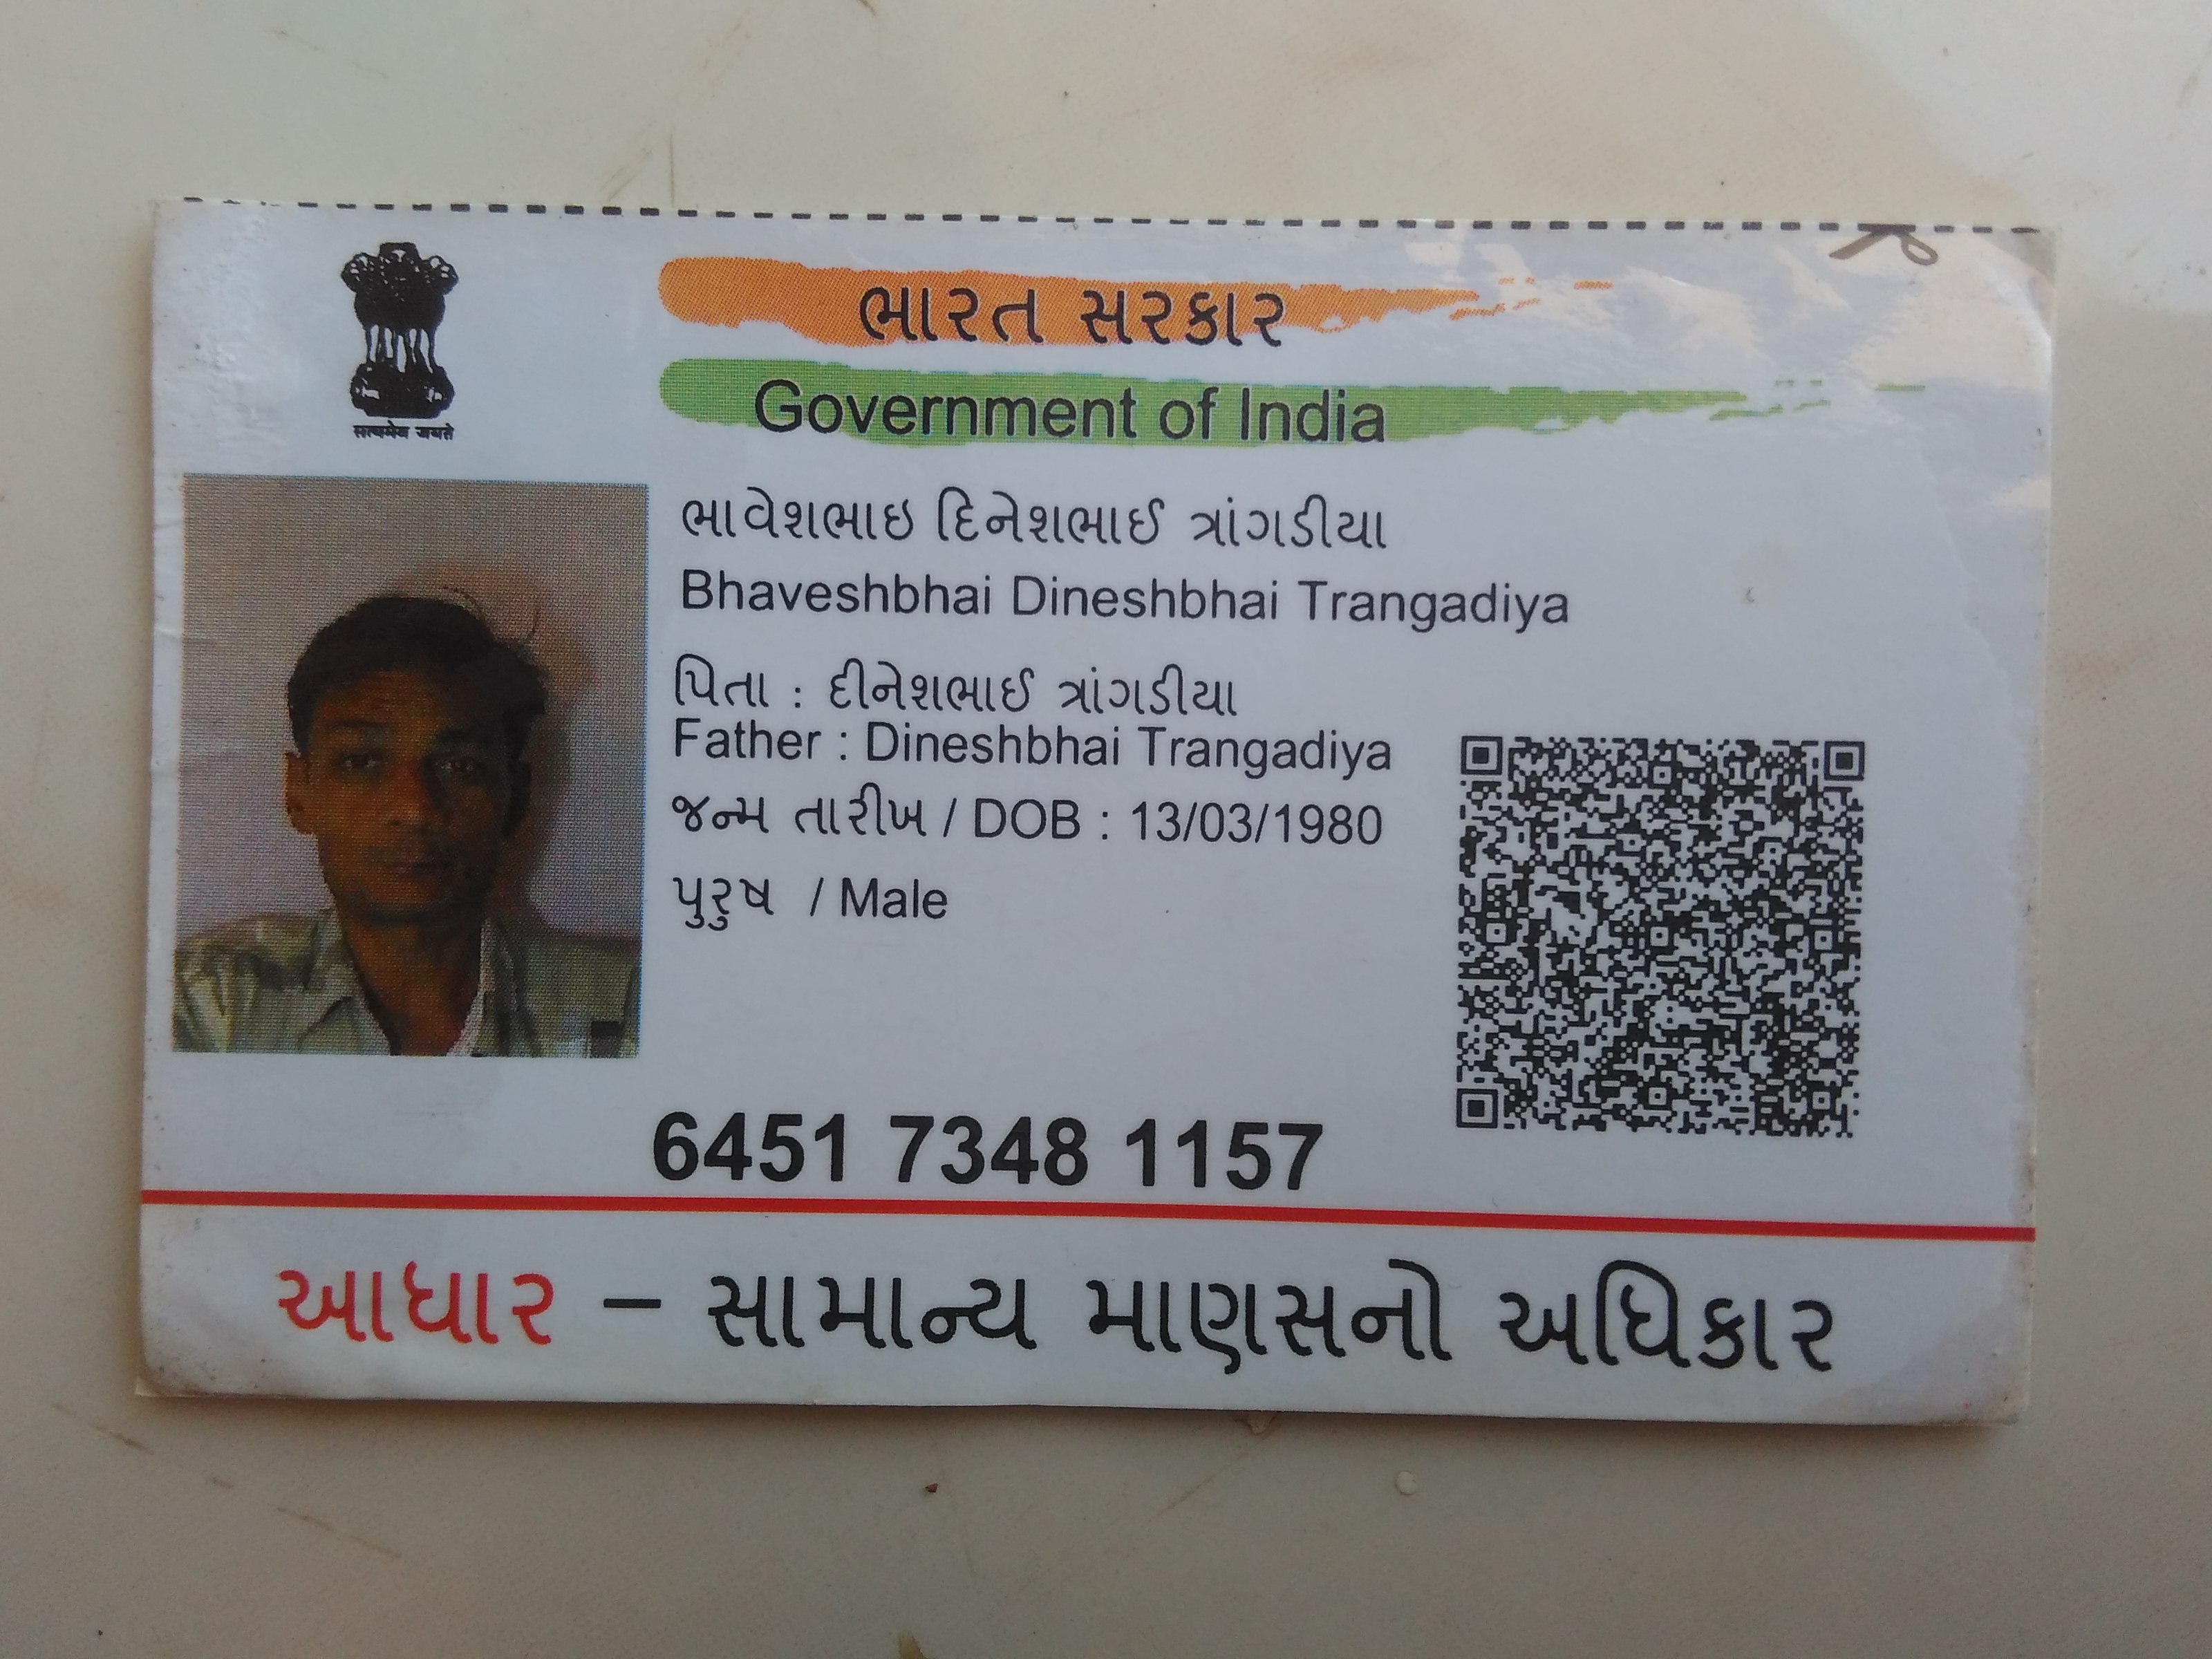 सत्यमेव जयते
ભારત સરકાર
Government of India
ભાવેશભાઇ દિનેશભાઈ ત્રાંગડીયા
Bhaveshbhai Dineshbhai Trangadiya
પિતા : દીનેશભાઈ ત્રાંગડીયા
Father : Dineshbhai Trangadiya
જન્મ તારીખ / DOB : 13/03/1980
પુરુષ / Male
6451 7348 1157
આધાર – સામાન્ય માણસનો અધિકાર